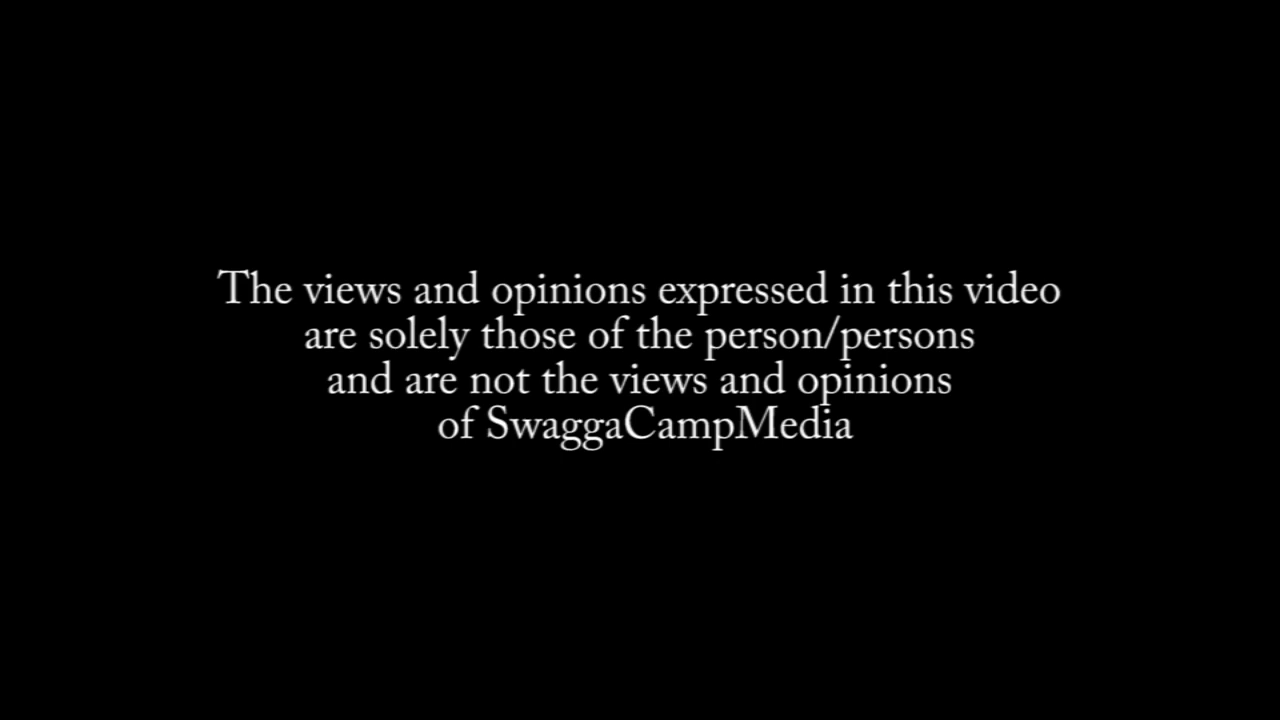 The views and opinions expressed in this video
are solely those of the person/persons
and are not the views and opinions
of SwaggaCampMedia